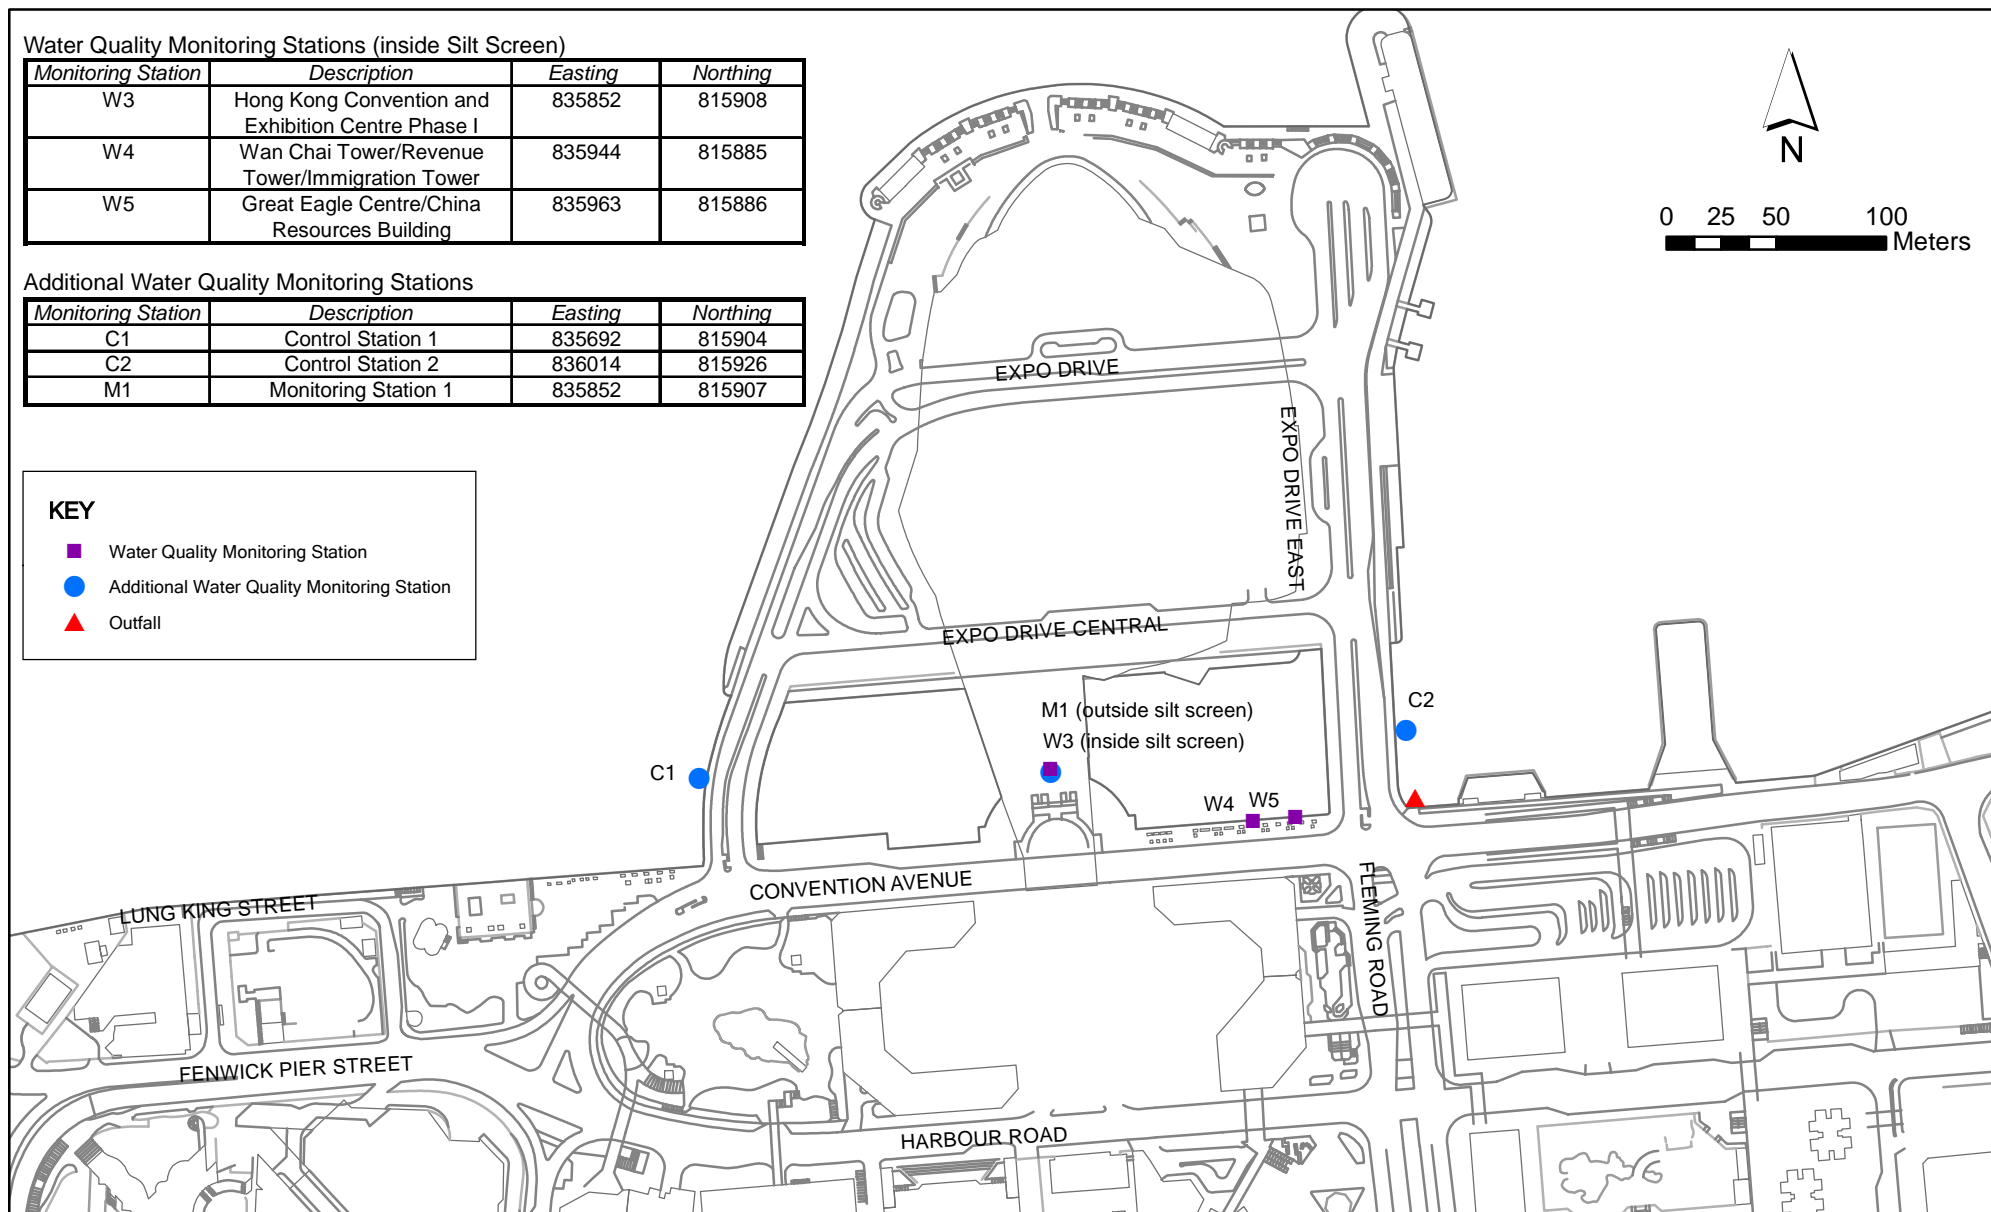 Water Quality Monitoring Stations (inside Silt Screen)
Monitoring Station Description Easting Northing
W3 Hong Kong Convention and 835852 815908
Exhibition Centre Phase I
W4 Wan Chai Tower/Revenue 835944 815885
Tower/Immigration Tower
W5 Great Eagle Centre/China 835963 815886
Resources Building
Additional Water Quality Monitoring Stations
Monitoring Station Description Easting Northing
C1 Control Station 1 835692 815904
C2 Control Station 2 836014 815926
M1 Monitoring Station 1 835852 815907
KEY
Water Quality Monitoring Station
Additional Water Quality Monitoring Station
Outfall
N
0 25 50 100
Meters
EXPO DRIVE
EXPO DRIVE EAST
EXPO DRIVE CENTRAL
M1 (outside silt screen)
W3 (inside silt screen)
C2
C1
W4 W5
CONVENTION AVENUE
LUNG KING STREET
FLEMING ROAD
FENWICK PIER STREET
HARBOUR ROAD